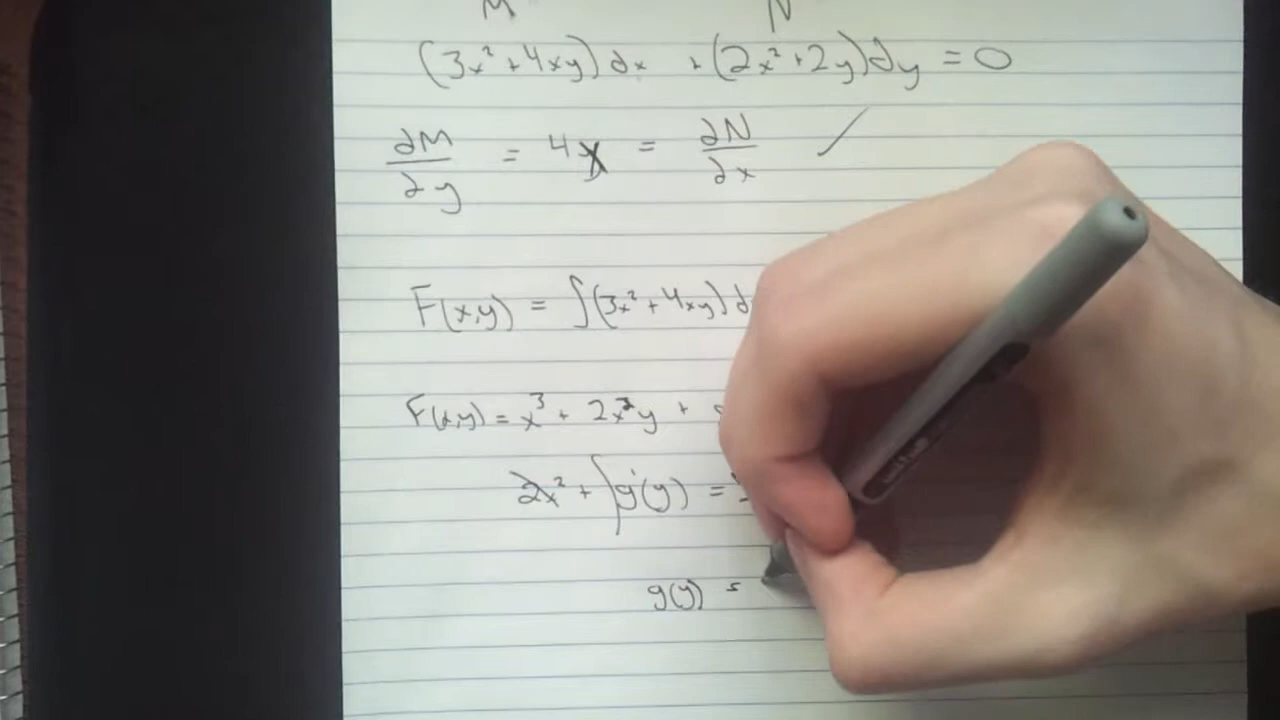 M N
(3x² + 4xy) dx + (2x² + 2y) dy = 0
∂M/∂y = 4x = ∂N/∂x ✓
F(x,y) = ∫(3x² + 4xy) d
F(x,y) = x³ + 2x²y +
2x² + g'(y) =
g(y) =